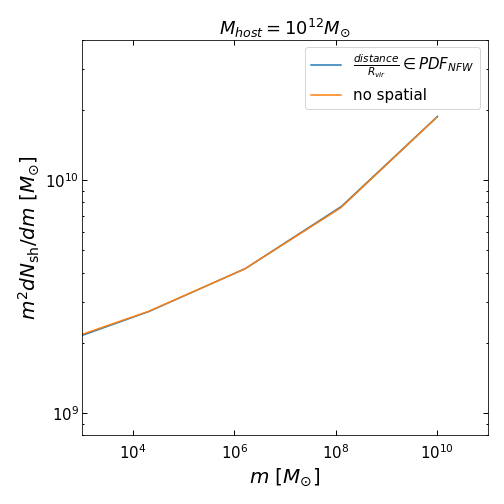 M_host = 10^12 M_⊙
distance/R_vir ∈ PDF_NFW
no spatial
m^2 dN_sh/dm [M_⊙]
10^10
10^9
10^4 10^6 10^8 10^10
m [M_⊙]